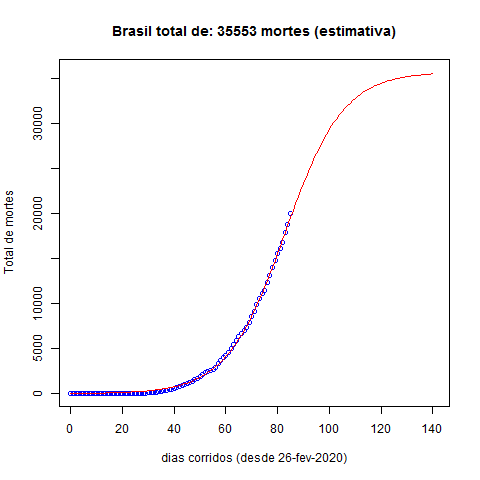 Brasil total de: 35553 mortes (estimativa)
Total de mortes
30000
20000
10000
5000
0
0 20 40 60 80 100 120 140
dias corridos (desde 26-fev-2020)